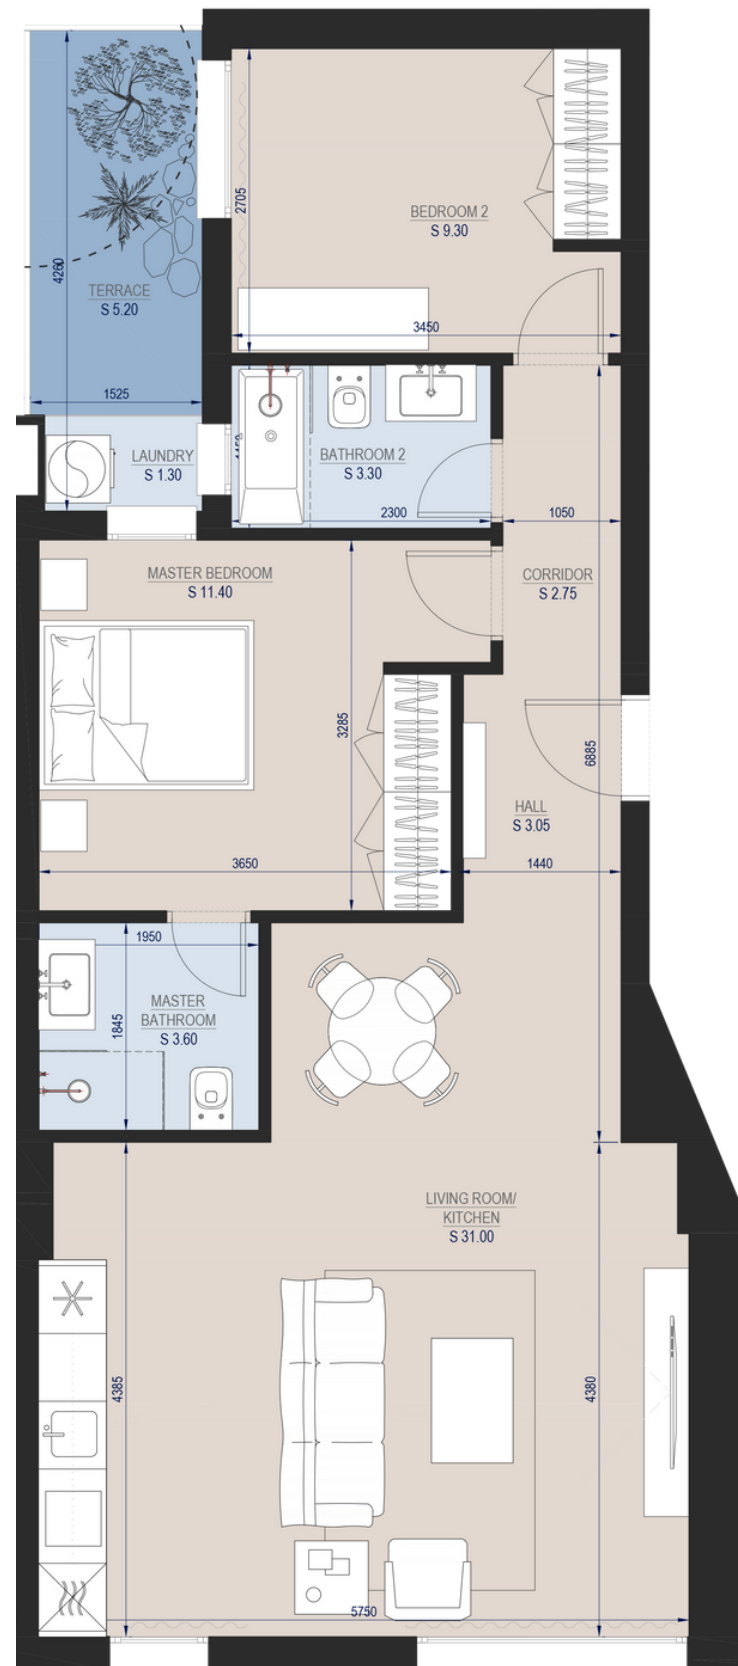 2705
BEDROOM 2
S 9.30
4260
TERRACE
S 5.20
3450
1525
LAUNDRY
S 1.30
BATHROOM 2
S 3.30
2300
1050
MASTER BEDROOM
S 11.40
CORRIDOR
S 2.75
3285
6885
HALL
S 3.05
3650
1440
1950
MASTER
BATHROOM
S 3.60
1845
LIVING ROOM/
KITCHEN
S 31.00
4385
4380
5750